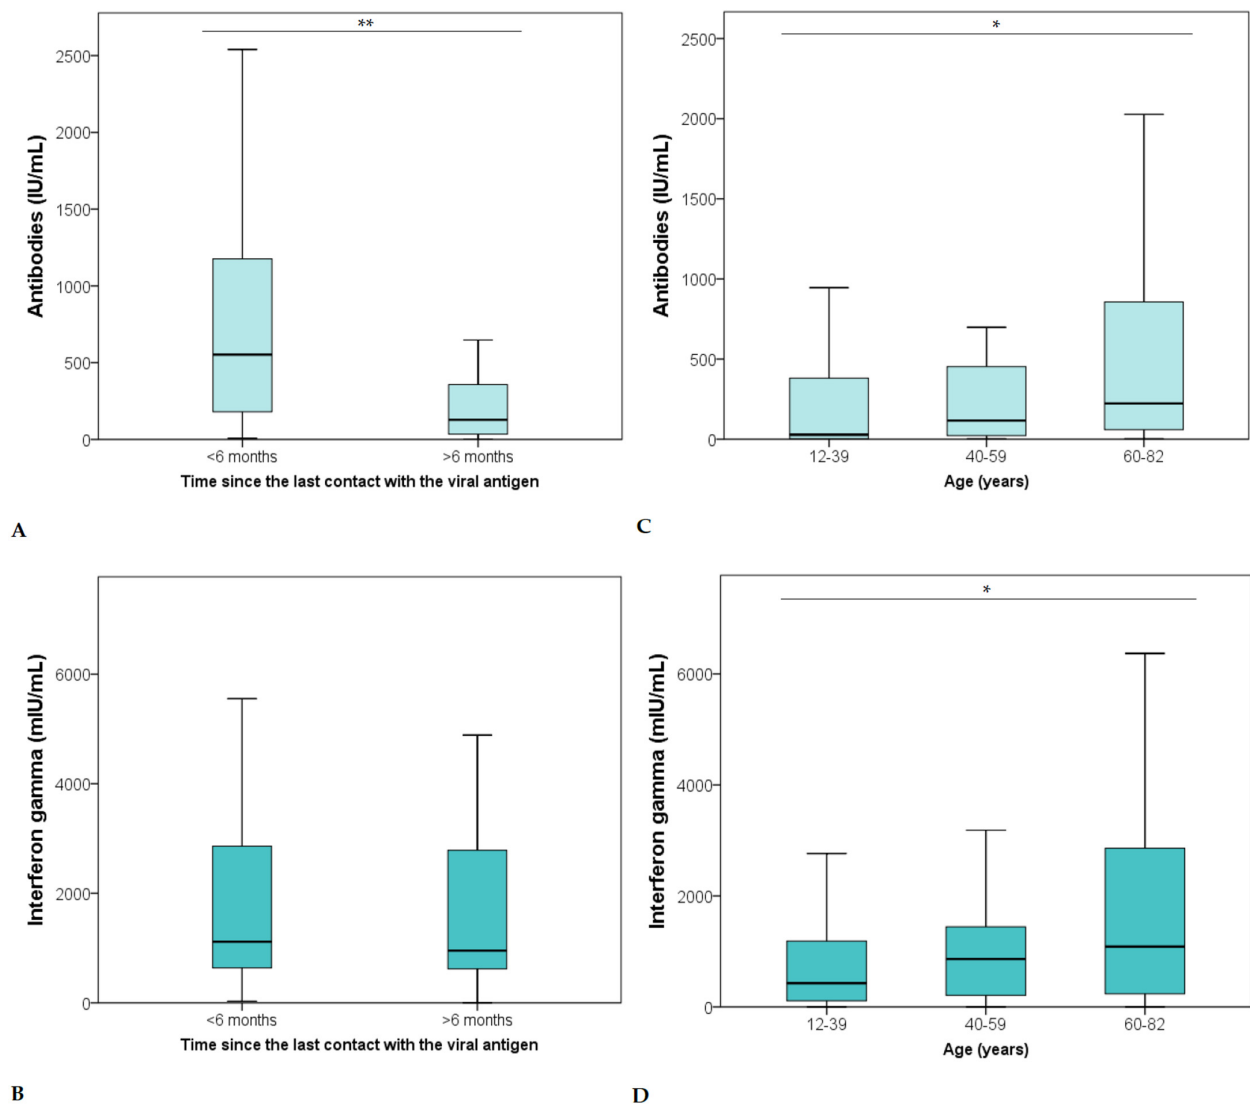 **
2500
2000
1500
1000
500
0
Antibodies (IU/mL)
<6 months
>6 months
Time since the last contact with the viral antigen
A
*
2500
2000
1500
1000
500
0
Antibodies (IU/mL)
12-39
40-59
60-82
Age (years)
C
6000
4000
2000
0
Interferon gamma (mIU/mL)
<6 months
>6 months
Time since the last contact with the viral antigen
B
*
6000
4000
2000
0
Interferon gamma (mIU/mL)
12-39
40-59
60-82
Age (years)
D